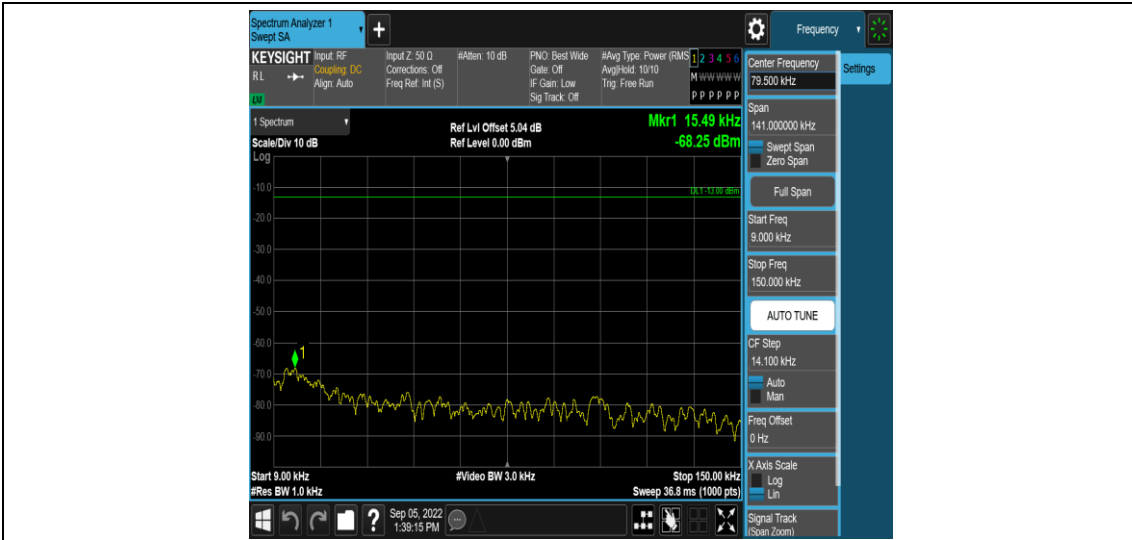 Spectrum Analyzer 1
Swept SA
Frequency
KEYSIGHT
RL
LXI
Input: RF
Coupling: DC
Align: Auto
Input Z: 50 Ω
Corrections: Off
Freq Ref: Int (S)
#Atten: 10 dB
PNO: Best Wide
Gate: Off
IF Gain: Low
Sig Track: Off
#Avg Type: Power (RMS
Avg|Hold: 10/10
Trig: Free Run
1 2 3 4 5 6
M W W W W W
P P P P P P
1 Spectrum
Scale/Div 10 dB
Log
Ref Lvl Offset 5.04 dB
Ref Level 0.00 dBm
Mkr1 15.49 kHz
-68.25 dBm
DL1 -13.00 dBm
-10.0
-20.0
-30.0
-40.0
-50.0
-60.0
-70.0
-80.0
-90.0
1
Start 9.00 kHz
#Res BW 1.0 kHz
#Video BW 3.0 kHz
Stop 150.00 kHz
Sweep 36.8 ms (1000 pts)
Center Frequency
79.500 kHz
Settings
Span
141.000000 kHz
Swept Span
Zero Span
Full Span
Start Freq
9.000 kHz
Stop Freq
150.000 kHz
AUTO TUNE
CF Step
14.100 kHz
Auto
Man
Freq Offset
0 Hz
X Axis Scale
Log
Lin
Signal Track
(Span Zoom)
?
Sep 05, 2022
1:39:15 PM